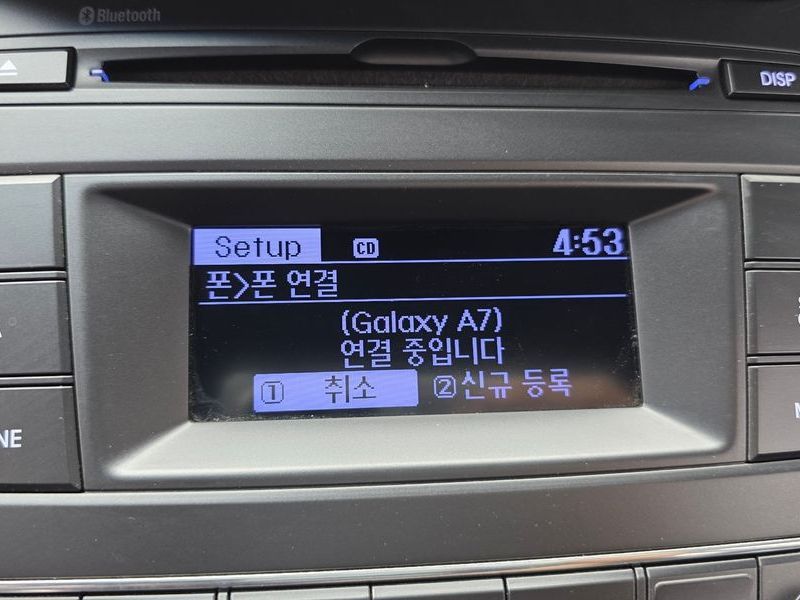 Bluetooth
DISP
Setup CD 4:53
폰>폰 연결
(Galaxy A7)
연결 중입니다
① 취소 ②신규 등록